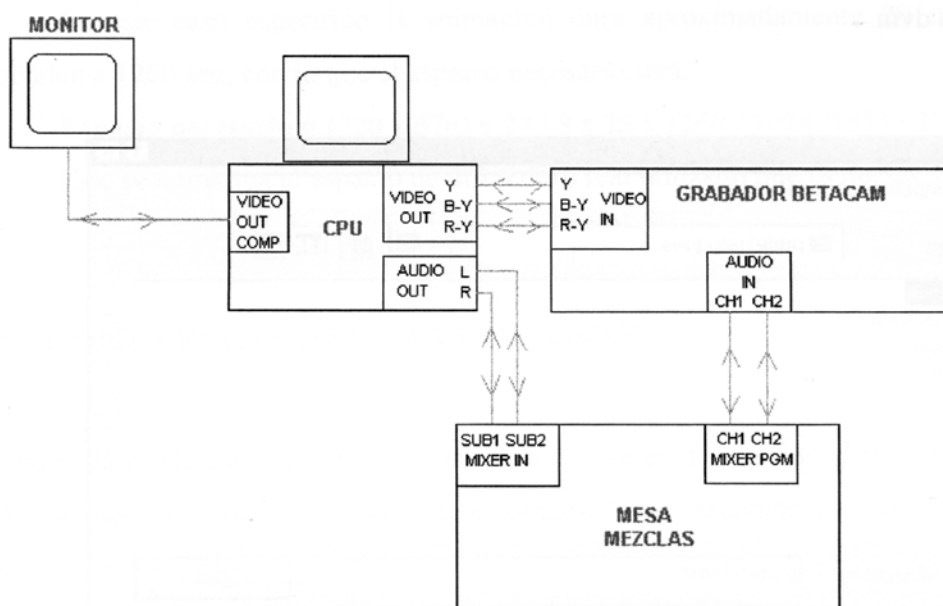 MONITOR
VIDEO
OUT
COMP
CPU
VIDEO
OUT
Y
B-Y
R-Y
AUDIO
OUT
L
R
Y
B-Y
R-Y
VIDEO
IN
GRABADOR BETACAM
AUDIO
IN
CH1 CH2
SUB1 SUB2
MIXER IN
CH1 CH2
MIXER PGM
MESA
MEZCLAS